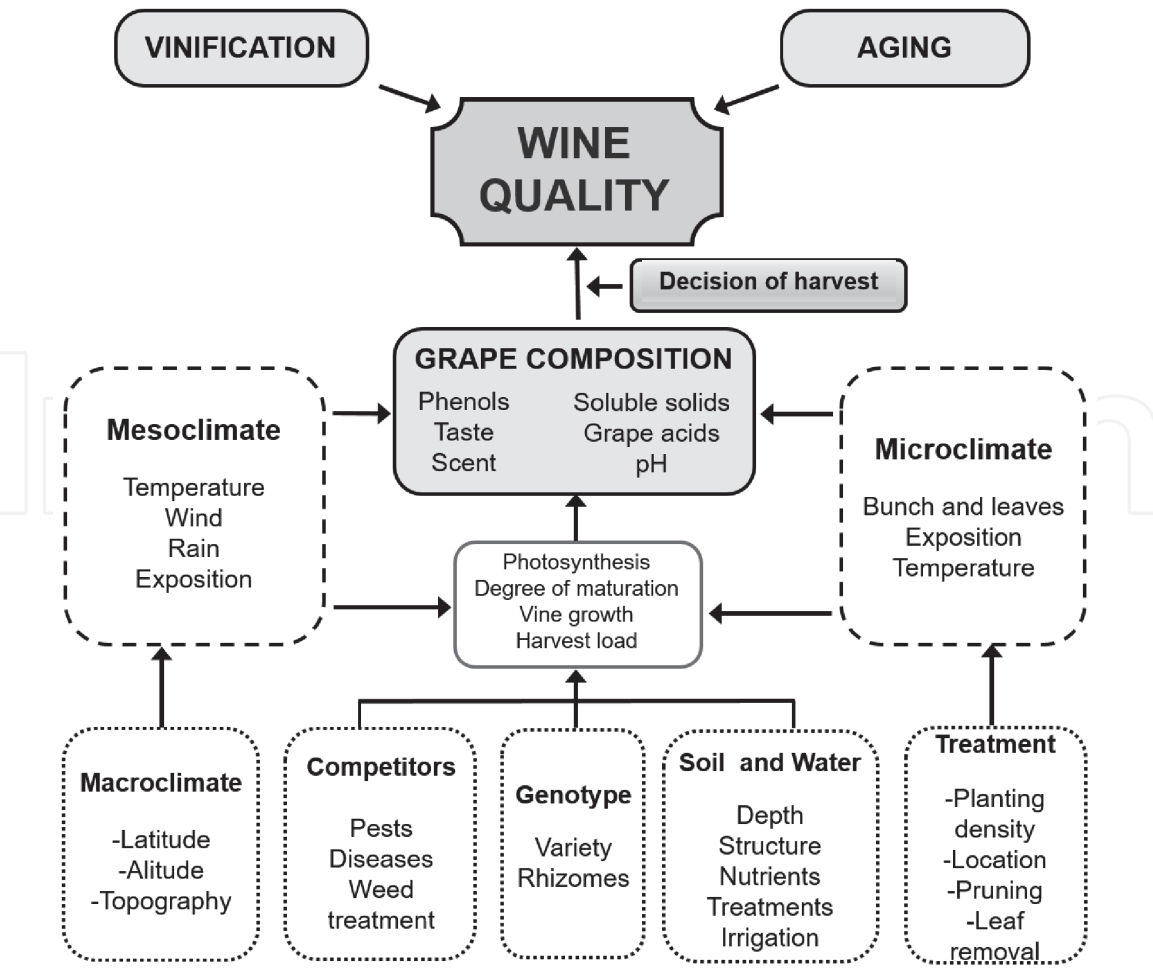 VINIFICATION
AGING
WINE
QUALITY
Decision of harvest
GRAPE COMPOSITION
Phenols
Taste
Scent
Soluble solids
Grape acids
pH
Mesoclimate
Temperature
Wind
Rain
Exposition
Microclimate
Bunch and leaves
Exposition
Temperature
Photosynthesis
Degree of maturation
Vine growth
Harvest load
Macroclimate
-Latitude
-Alitude
-Topography
Competitors
Pests
Diseases
Weed
treatment
Genotype
Variety
Rhizomes
Soil and Water
Depth
Structure
Nutrients
Treatments
Irrigation
Treatment
-Planting
density
-Location
-Pruning
-Leaf
removal